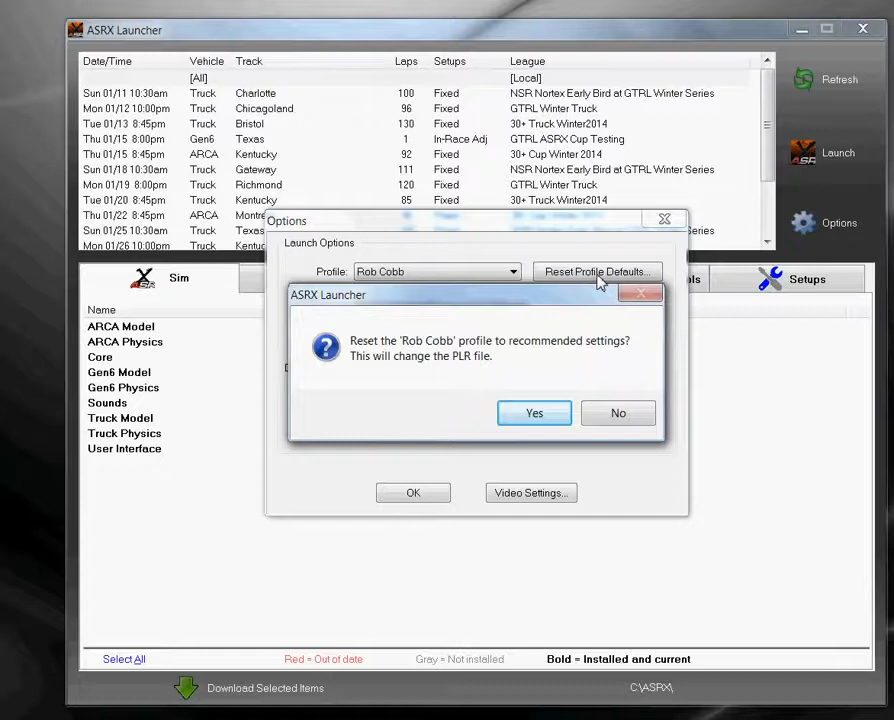 ASRX Launcher
Date/Time Vehicle Track Laps Setups League
[All] [Local]
Sun 01/11 10:30am Truck Charlotte 100 Fixed NSR Nortex Early Bird at GTRL Winter Series
Mon 01/12 10:00pm Truck Chicagoland 96 Fixed GTRL Winter Truck
Tue 01/13 8:45pm Truck Bristol 130 Fixed 30+ Truck Winter2014
Thu 01/15 8:00pm Gen6 Texas 1 In-Race Adj GTRL ASRX Cup Testing
Thu 01/15 8:45pm ARCA Kentucky 92 Fixed 30+ Cup Winter 2014
Sun 01/18 10:30am Truck Gateway 111 Fixed NSR Nortex Early Bird at GTRL Winter Series
Mon 01/19 8:00pm Truck Richmond 120 Fixed GTRL Winter Truck
Tue 01/20 8:45pm Truck Kentucky 85 Fixed 30+ Truck Winter2014
Thu 01/22 8:45pm ARCA Montre
Sun 01/25 10:30am Truck Texas
Mon 01/26 10:00pm Truck Kentuck
Refresh
Launch
Options
Options
Launch Options
Profile: Rob Cobb Reset Profile Defaults...
ASRX Launcher
Reset the 'Rob Cobb' profile to recommended settings?
This will change the PLR file.
Yes No
OK Video Settings...
Sim ls Setups
Name
ARCA Model
ARCA Physics
Core
Gen6 Model
Gen6 Physics
Sounds
Truck Model
Truck Physics
User Interface
Select All Red = Out of date Gray = Not installed Bold = Installed and current
Download Selected Items C:\ASRX\